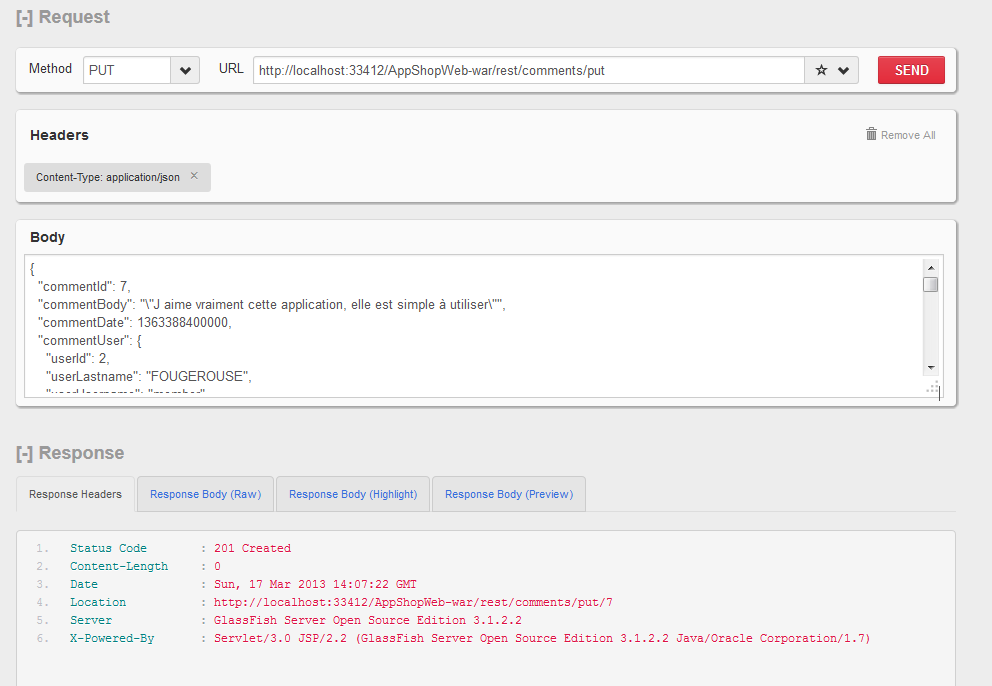 [-] Request
Method PUT URL http://localhost:33412/AppShopWeb-war/rest/comments/put SEND
Headers Remove All
Content-Type: application/json ×
Body
{
"commentId": 7,
"commentBody": "\"J aime vraiment cette application, elle est simple à utiliser\"",
"commentDate": 1363388400000,
"commentUser": {
"userId": 2,
"userLastname": "FOUGEROUSE",
[-] Response
Response Headers Response Body (Raw) Response Body (Highlight) Response Body (Preview)
1. Status Code : 201 Created
2. Content-Length : 0
3. Date : Sun, 17 Mar 2013 14:07:22 GMT
4. Location : http://localhost:33412/AppShopWeb-war/rest/comments/put/7
5. Server : GlassFish Server Open Source Edition 3.1.2.2
6. X-Powered-By : Servlet/3.0 JSP/2.2 (GlassFish Server Open Source Edition 3.1.2.2 Java/Oracle Corporation/1.7)